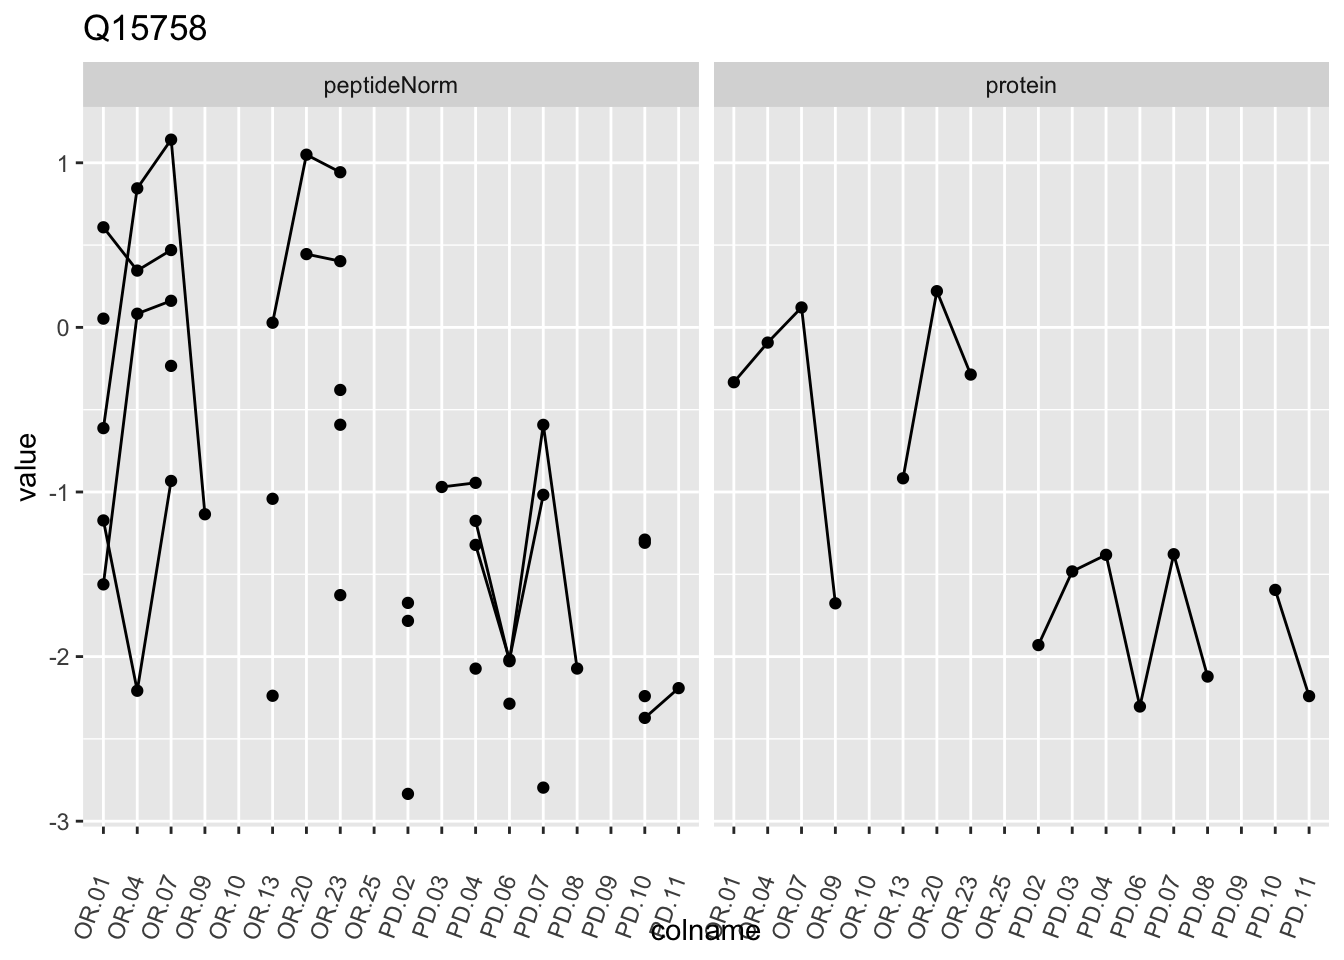 Q15758
peptideNorm protein
value
1
0
-1
-2
-3
OR.01 OR.04 OR.07 OR.09 OR.10 OR.13 OR.20 OR.23 OR.25 PD.02 PD.03 PD.04 PD.06 PD.07 PD.08 PD.09 PD.10 PD.11 OR.01 OR.04 OR.07 OR.09 OR.10 OR.13 OR.20 OR.23 OR.25 PD.02 PD.03 PD.04 PD.06 PD.07 PD.08 PD.09 PD.10 PD.11
colname